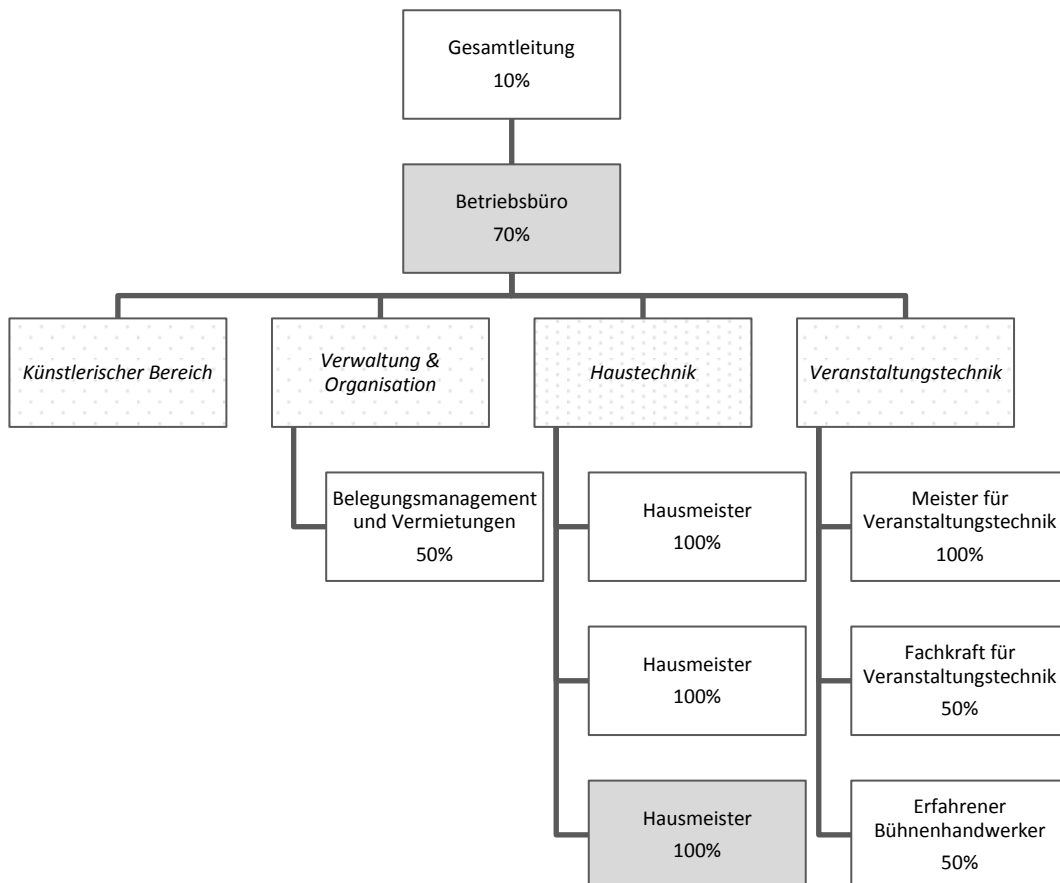 Gesamtleitung
10%
Betriebsbüro
70%
Künstlerischer Bereich
Verwaltung &
Organisation
Haustechnik
Veranstaltungstechnik
Belegungsmanagement
und Vermietungen
50%
Hausmeister
100%
Meister für
Veranstaltungstechnik
100%
Hausmeister
100%
Fachkraft für
Veranstaltungstechnik
50%
Hausmeister
100%
Erfahrener
Bühnenhandwerker
50%